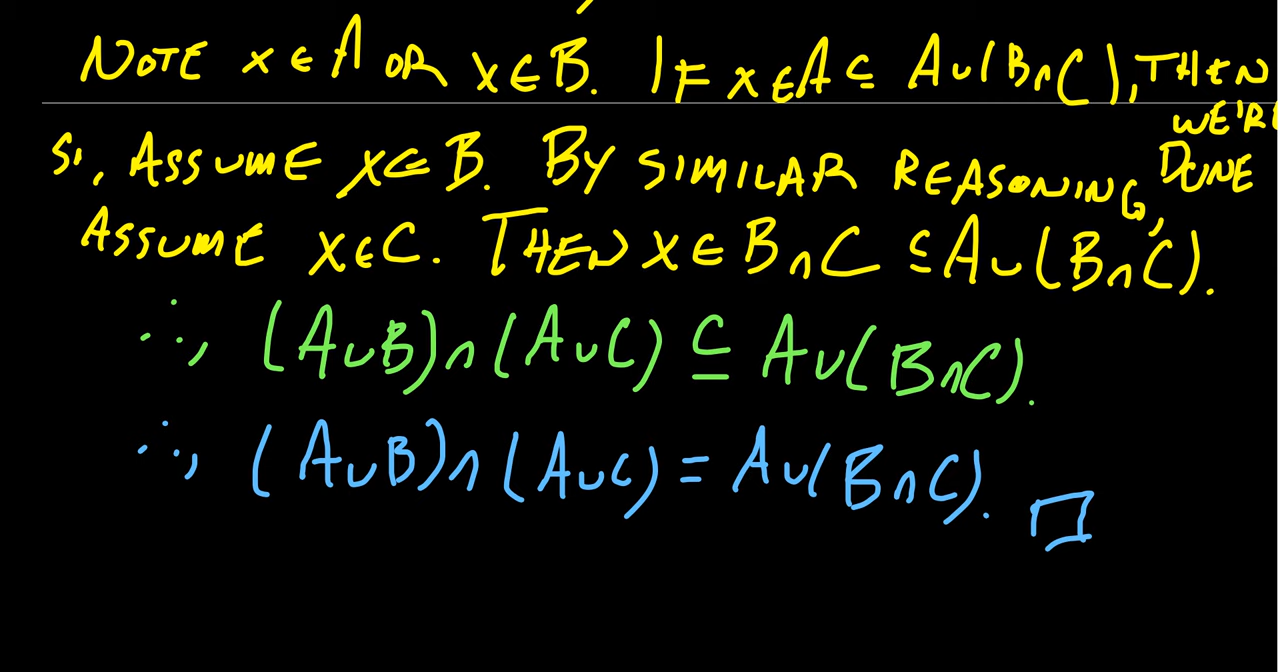 NOTE x ∈ A OR x ∈ B. IF x ∈ A ⊆ A∪(B∩C), THEN WE'RE DONE
So, ASSUME x ∈ B. BY SIMILAR REASONING,
ASSUME x ∈ C. THEN x ∈ B∩C ⊆ A∪(B∩C).
∴, (A∪B)∩(A∪C) ⊆ A∪(B∩C).
∴, (A∪B)∩(A∪C) = A∪(B∩C). □